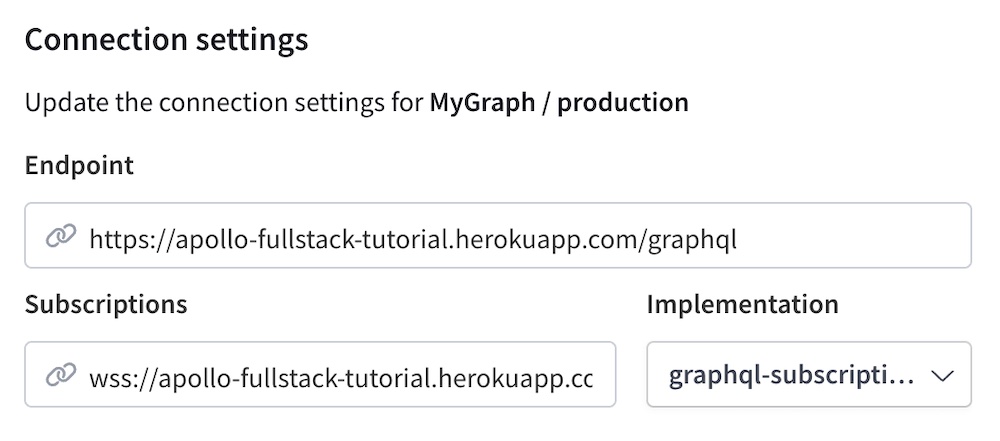 Connection settings
Update the connection settings for MyGraph / production
Endpoint
https://apollo-fullstack-tutorial.herokuapp.com/graphql
Subscriptions
Implementation
wss://apollo-fullstack-tutorial.herokuapp.cc
graphql-subscripti...